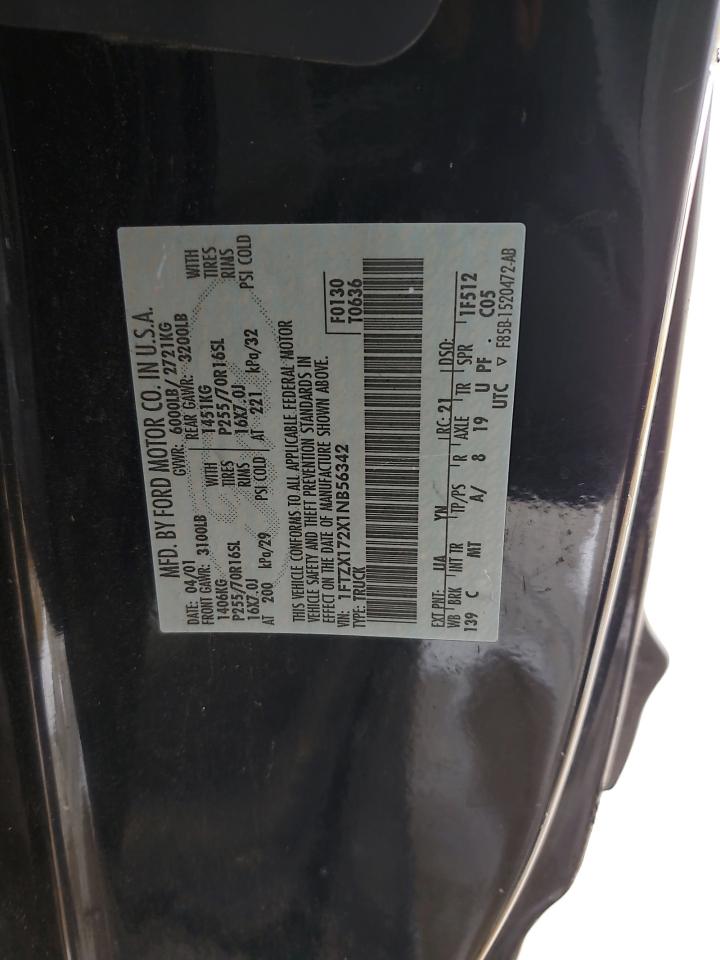 MFD. BY FORD MOTOR CO. IN U.S.A.
DATE: 04/01 GVWR: 6000LB/ 2721KG
FRONT GAWR: 3100LB REAR GAWR: 3200LB
1406KG WITH 1451KG WITH
P255/70R16SL TIRES P255/70R16SL TIRES
16X7.0J RIMS 16X7.0J RIMS
AT 200 kPa/29 PSI COLD AT 221 kPa/32 PSI COLD
THIS VEHICLE CONFORMS TO ALL APPLICABLE FEDERAL MOTOR
VEHICLE SAFETY AND THEFT PREVENTION STANDARDS IN
EFFECT ON THE DATE OF MANUFACTURE SHOWN ABOVE.
VIN: 1FTZX172X1NB56342
TYPE: TRUCK
F0130
T0636
EXT PNT: UA YN RC: 21 DSO:
WB BRK INT TR TP/PS R AXLE TR SPR 1F512
139 C MT A/ 8 19 U PF . C05
UTC ▽ F85B-1520472-AB